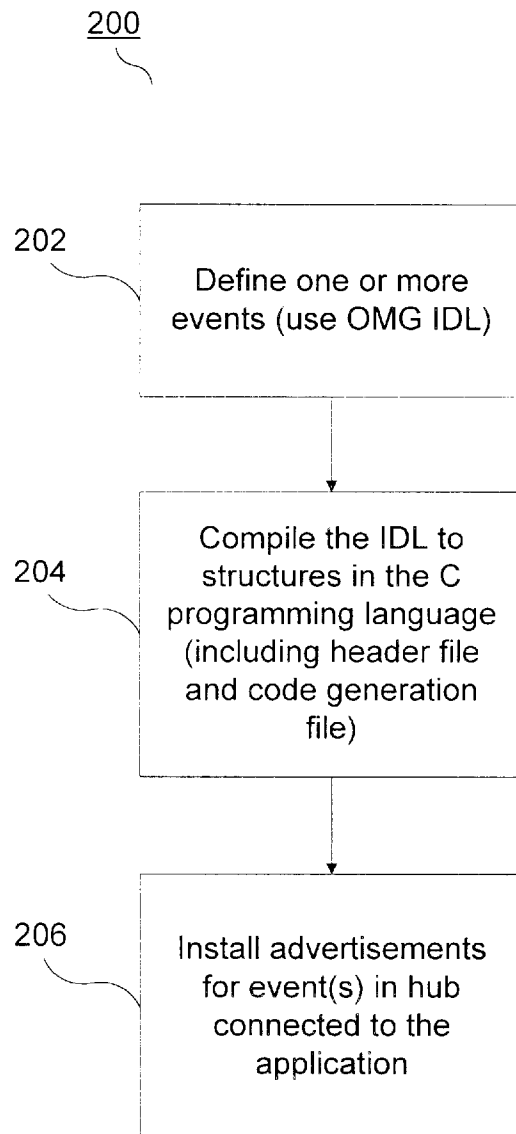 200
202
Define one or more
events (use OMG IDL)
204
Compile the IDL to
structures in the C
programming language
(including header file
and code generation
file)
206
Install advertisements
for event(s) in hub
connected to the
application